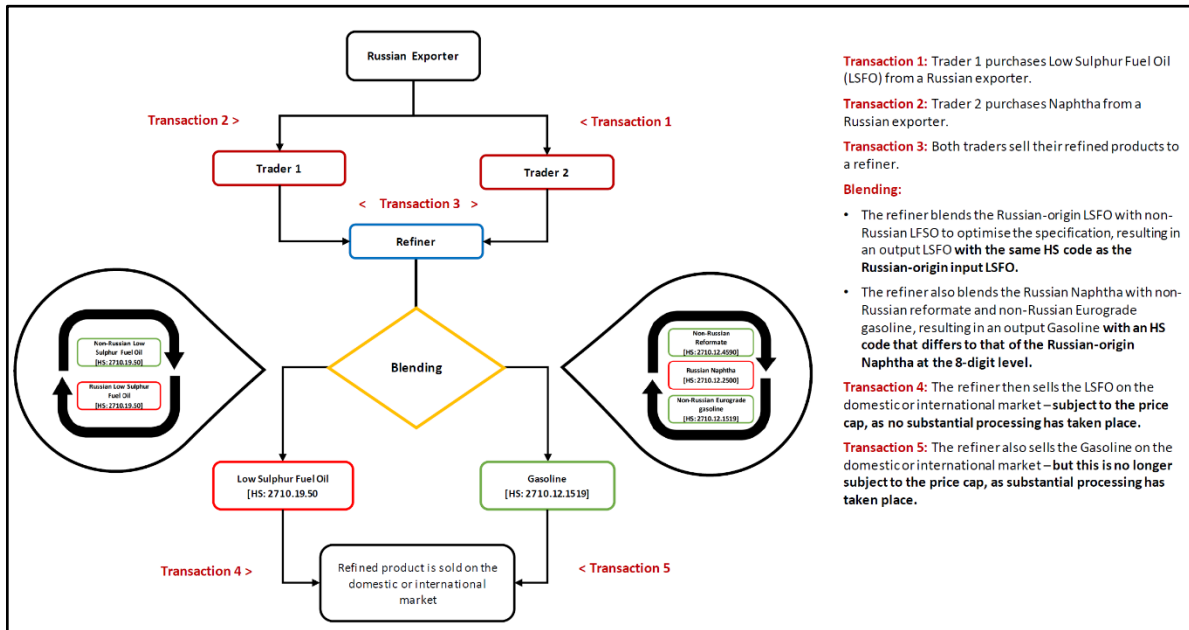 Russian Exporter
Transaction 2 >
< Transaction 1
Trader 1
Trader 2
< Transaction 3 >
Refiner
Non-Russian Low
Sulphur Fuel Oil
[HS: 2710.19.50]
Russian Low Sulphur
Fuel Oil
[HS: 2710.19.50]
Blending
Non-Russian
Reformate
[HS: 2710.12.4590]
Russian Naphtha
[HS: 2710.12.2500]
Non-Russian Eurograde
gasoline
[HS: 2710.12.1519]
Low Sulphur Fuel Oil
[HS: 2710.19.50
Gasoline
[HS: 2710.12.1519]
Transaction 4 >
Refined product is sold on the
domestic or international
market
< Transaction 5
Transaction 1: Trader 1 purchases Low Sulphur Fuel Oil
(LSFO) from a Russian exporter.
Transaction 2: Trader 2 purchases Naphtha from a
Russian exporter.
Transaction 3: Both traders sell their refined products to
a refiner.
Blending:
• The refiner blends the Russian-origin LSFO with non-
Russian LFSO to optimise the specification, resulting in
an output LSFO with the same HS code as the
Russian-origin input LSFO.
• The refiner also blends the Russian Naphtha with non-
Russian reformate and non-Russian Eurograde
gasoline, resulting in an output Gasoline with an HS
code that differs to that of the Russian-origin
Naphtha at the 8-digit level.
Transaction 4: The refiner then sells the LSFO on the
domestic or international market – subject to the price
cap, as no substantial processing has taken place.
Transaction 5: The refiner also sells the Gasoline on the
domestic or international market – but this is no longer
subject to the price cap, as substantial processing has
taken place.